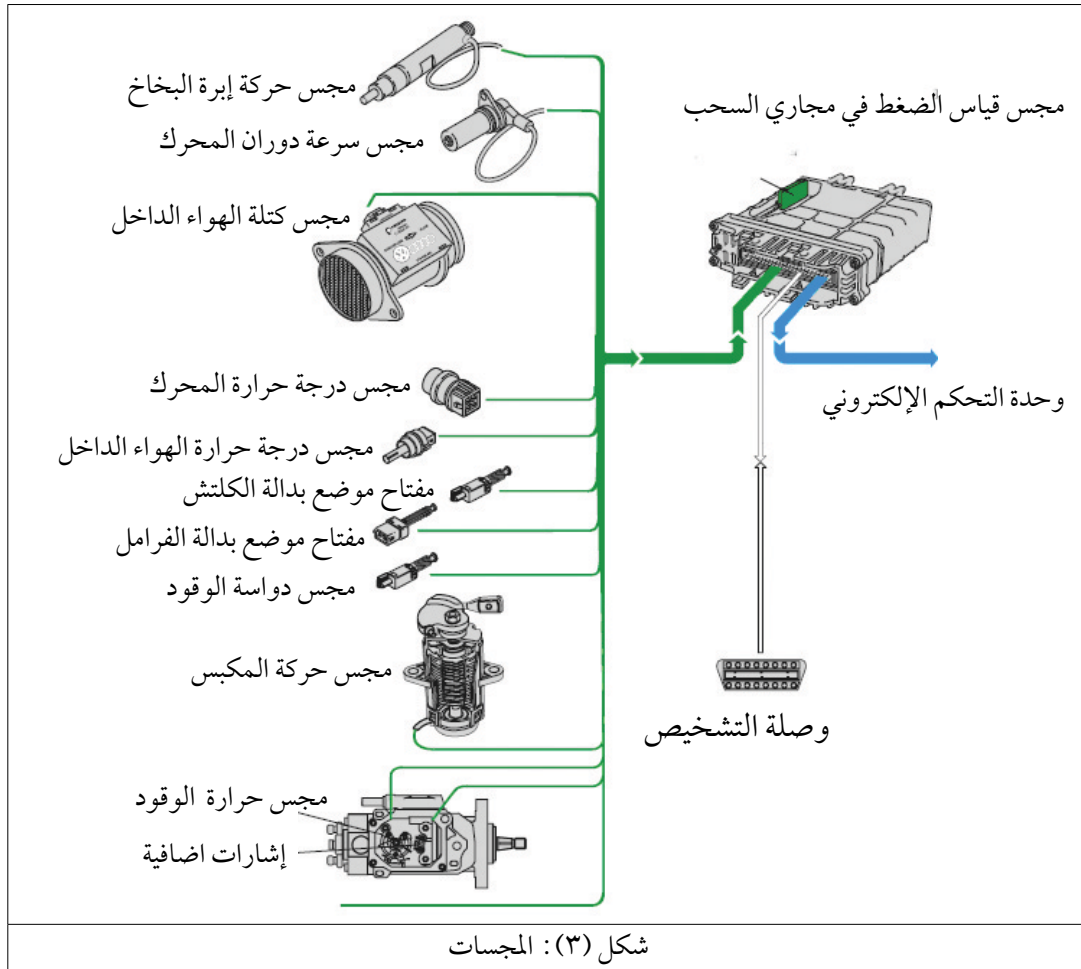 مجس حركة إبرة البخاخ
مجس قياس الضغط في مجاري السحب
مجس سرعة دوران المحرك
مجس كتلة الهواء الداخل
مجس درجة حرارة المحرك
وحدة التحكم الإلكتروني
مجس درجة حرارة الهواء الداخل
مفتاح موضع بدالة الكلتش
مفتاح موضع بدالة الفرامل
مجس دواسة الوقود
مجس حركة المكبس
وصلة التشخيص
مجس حرارة الوقود
إشارات اضافية
شكل (٣): المجسات